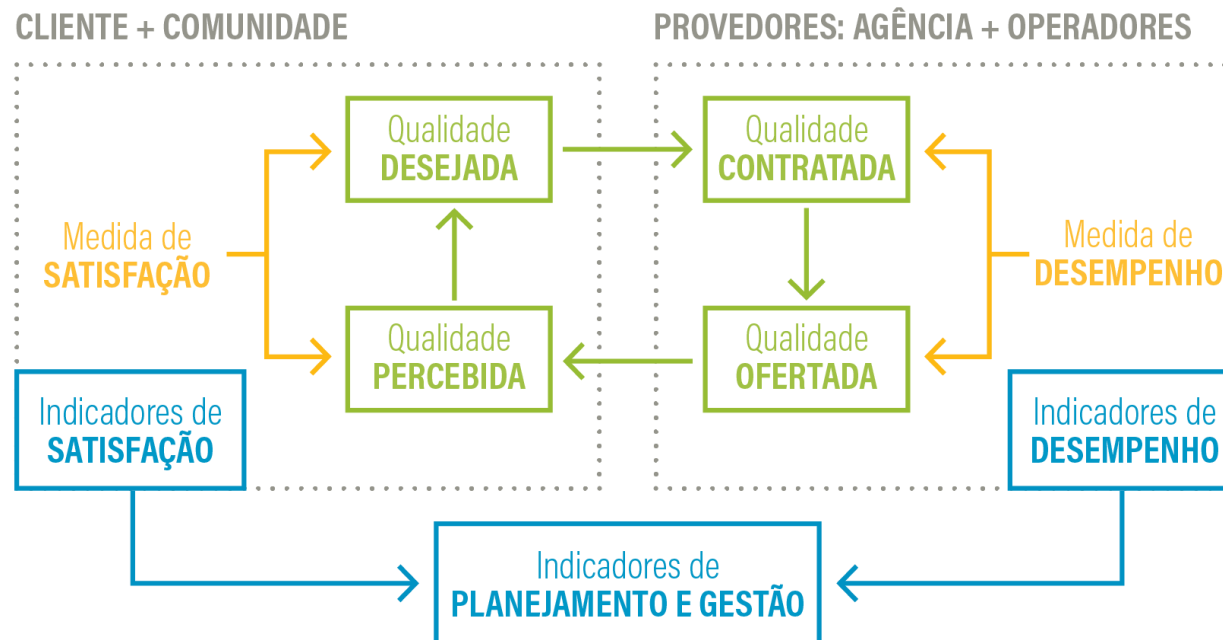 CLIENTE + COMUNIDADE
PROVEDORES: AGÊNCIA + OPERADORES
Qualidade
DESEJADA
Qualidade
CONTRATADA
Medida de
SATISFAÇÃO
Medida de
DESEMPENHO
Qualidade
PERCEBIDA
Qualidade
OFERTADA
Indicadores de
SATISFAÇÃO
Indicadores de
DESEMPENHO
Indicadores de
PLANEJAMENTO E GESTÃO